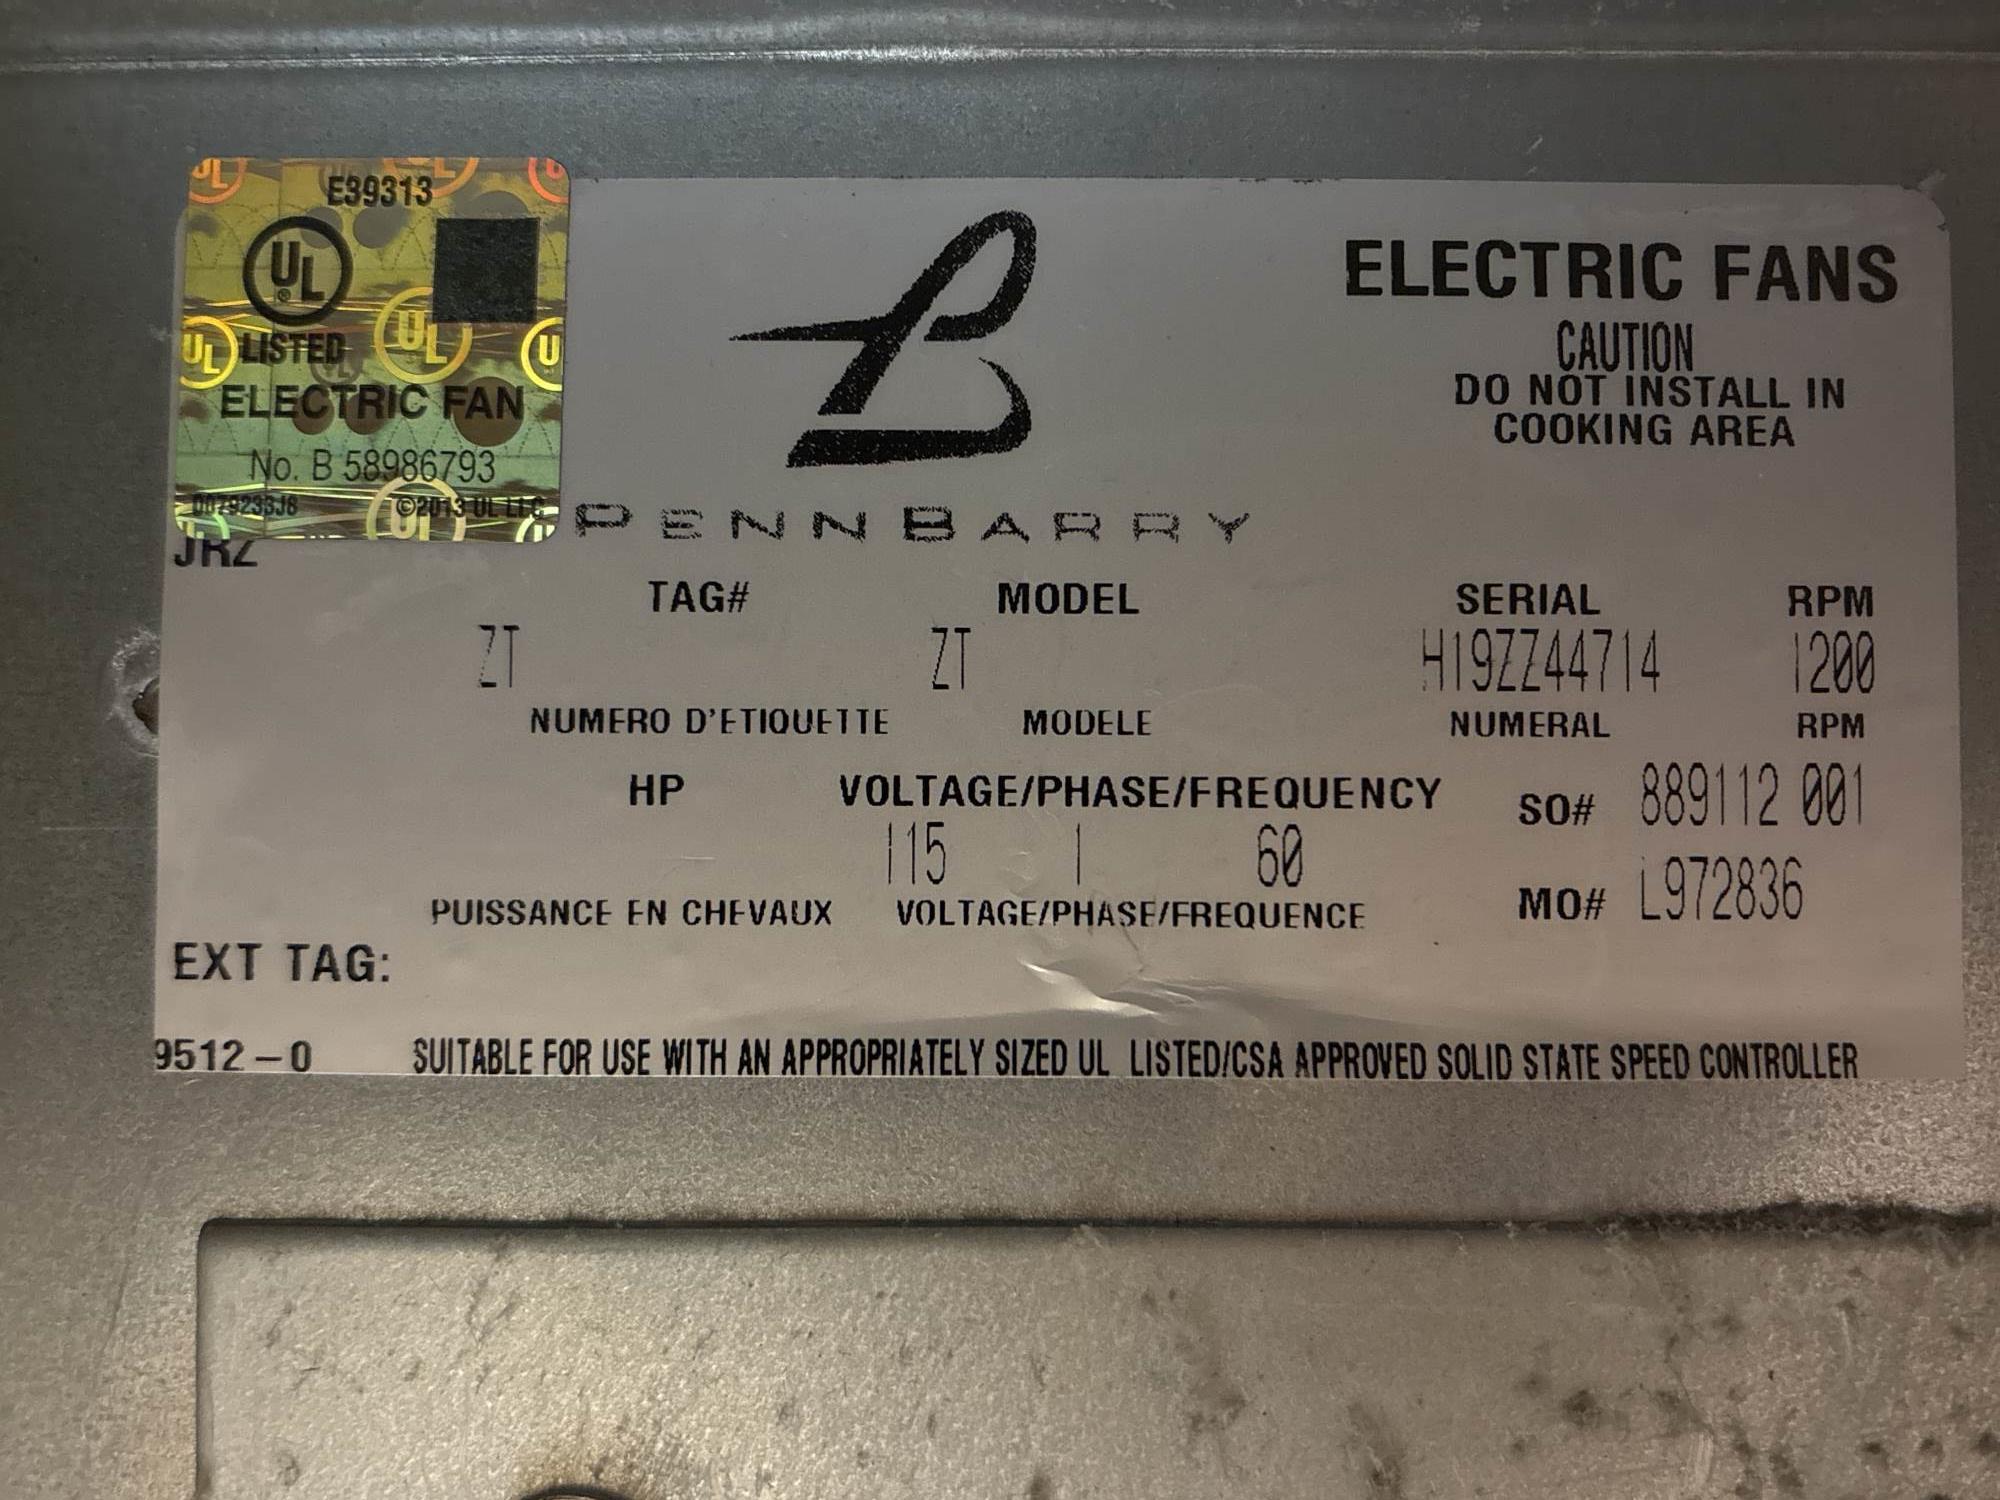 E39313
UL
LISTED
ELECTRIC FAN
No. B 58986793
©2013 UL LLC
PENNBARRY
ELECTRIC FANS
CAUTION
DO NOT INSTALL IN
COOKING AREA
TAG# MODEL SERIAL RPM
ZT ZT H19ZZ44714 1200
NUMERO D'ETIQUETTE MODELE NUMERAL RPM
HP VOLTAGE/PHASE/FREQUENCY SO# 889112 001
115 1 60
PUISSANCE EN CHEVAUX VOLTAGE/PHASE/FREQUENCE MO# L972836
EXT TAG:
9512-0 SUITABLE FOR USE WITH AN APPROPRIATELY SIZED UL LISTED/CSA APPROVED SOLID STATE SPEED CONTROLLER